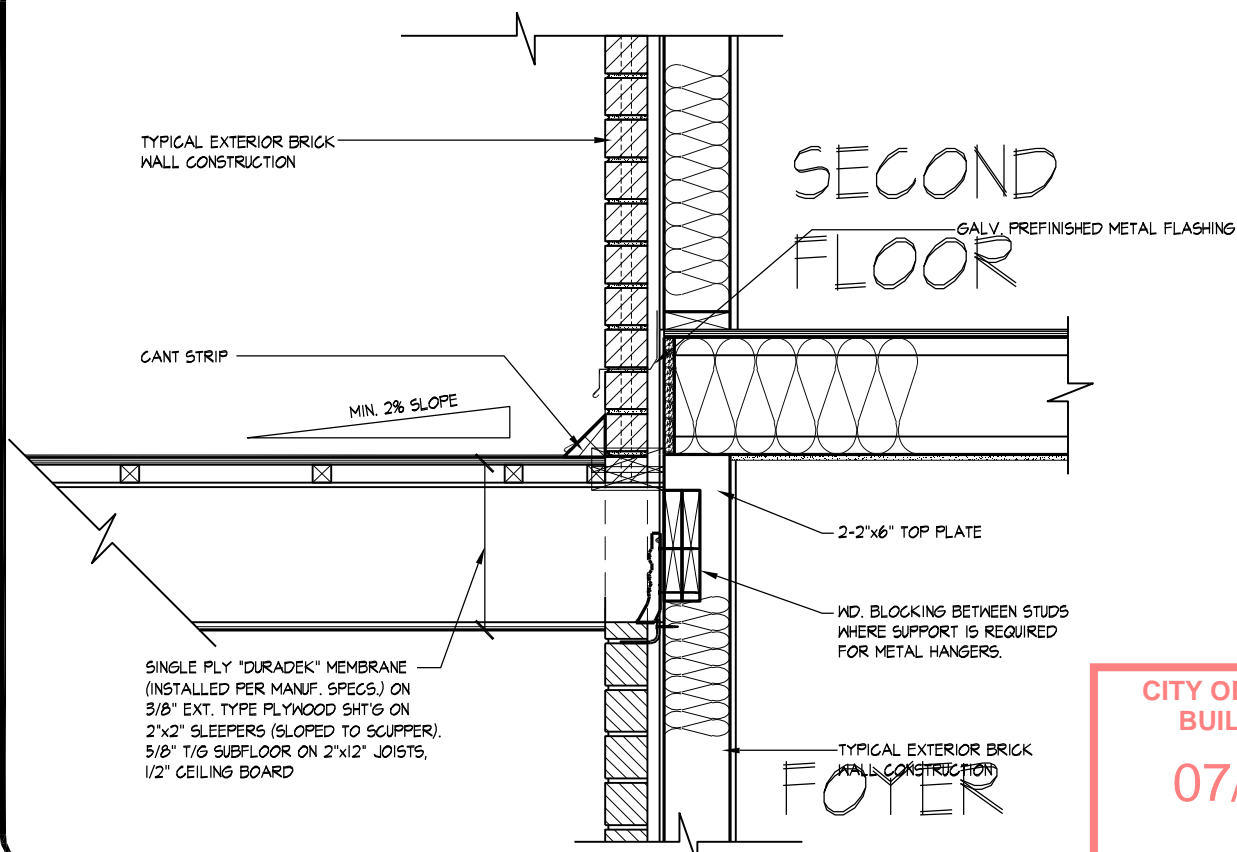 TYPICAL EXTERIOR BRICK
WALL CONSTRUCTION
SECOND
FLOOR
GALV. PREFINISHED METAL FLASHING
CANT STRIP
MIN. 2% SLOPE
2-2"x6" TOP PLATE
WD. BLOCKING BETWEEN STUDS
WHERE SUPPORT IS REQUIRED
FOR METAL HANGERS.
SINGLE PLY "DURADEK" MEMBRANE
(INSTALLED PER MANUF. SPECS.) ON
3/8" EXT. TYPE PLYWOOD SHT'G ON
2"x2" SLEEPERS (SLOPED TO SCUPPER).
5/8" T/G SUBFLOOR ON 2"x12" JOISTS,
1/2" CEILING BOARD
TYPICAL EXTERIOR BRICK
WALL CONSTRUCTION
FOYER
CITY OF
BUIL
07/